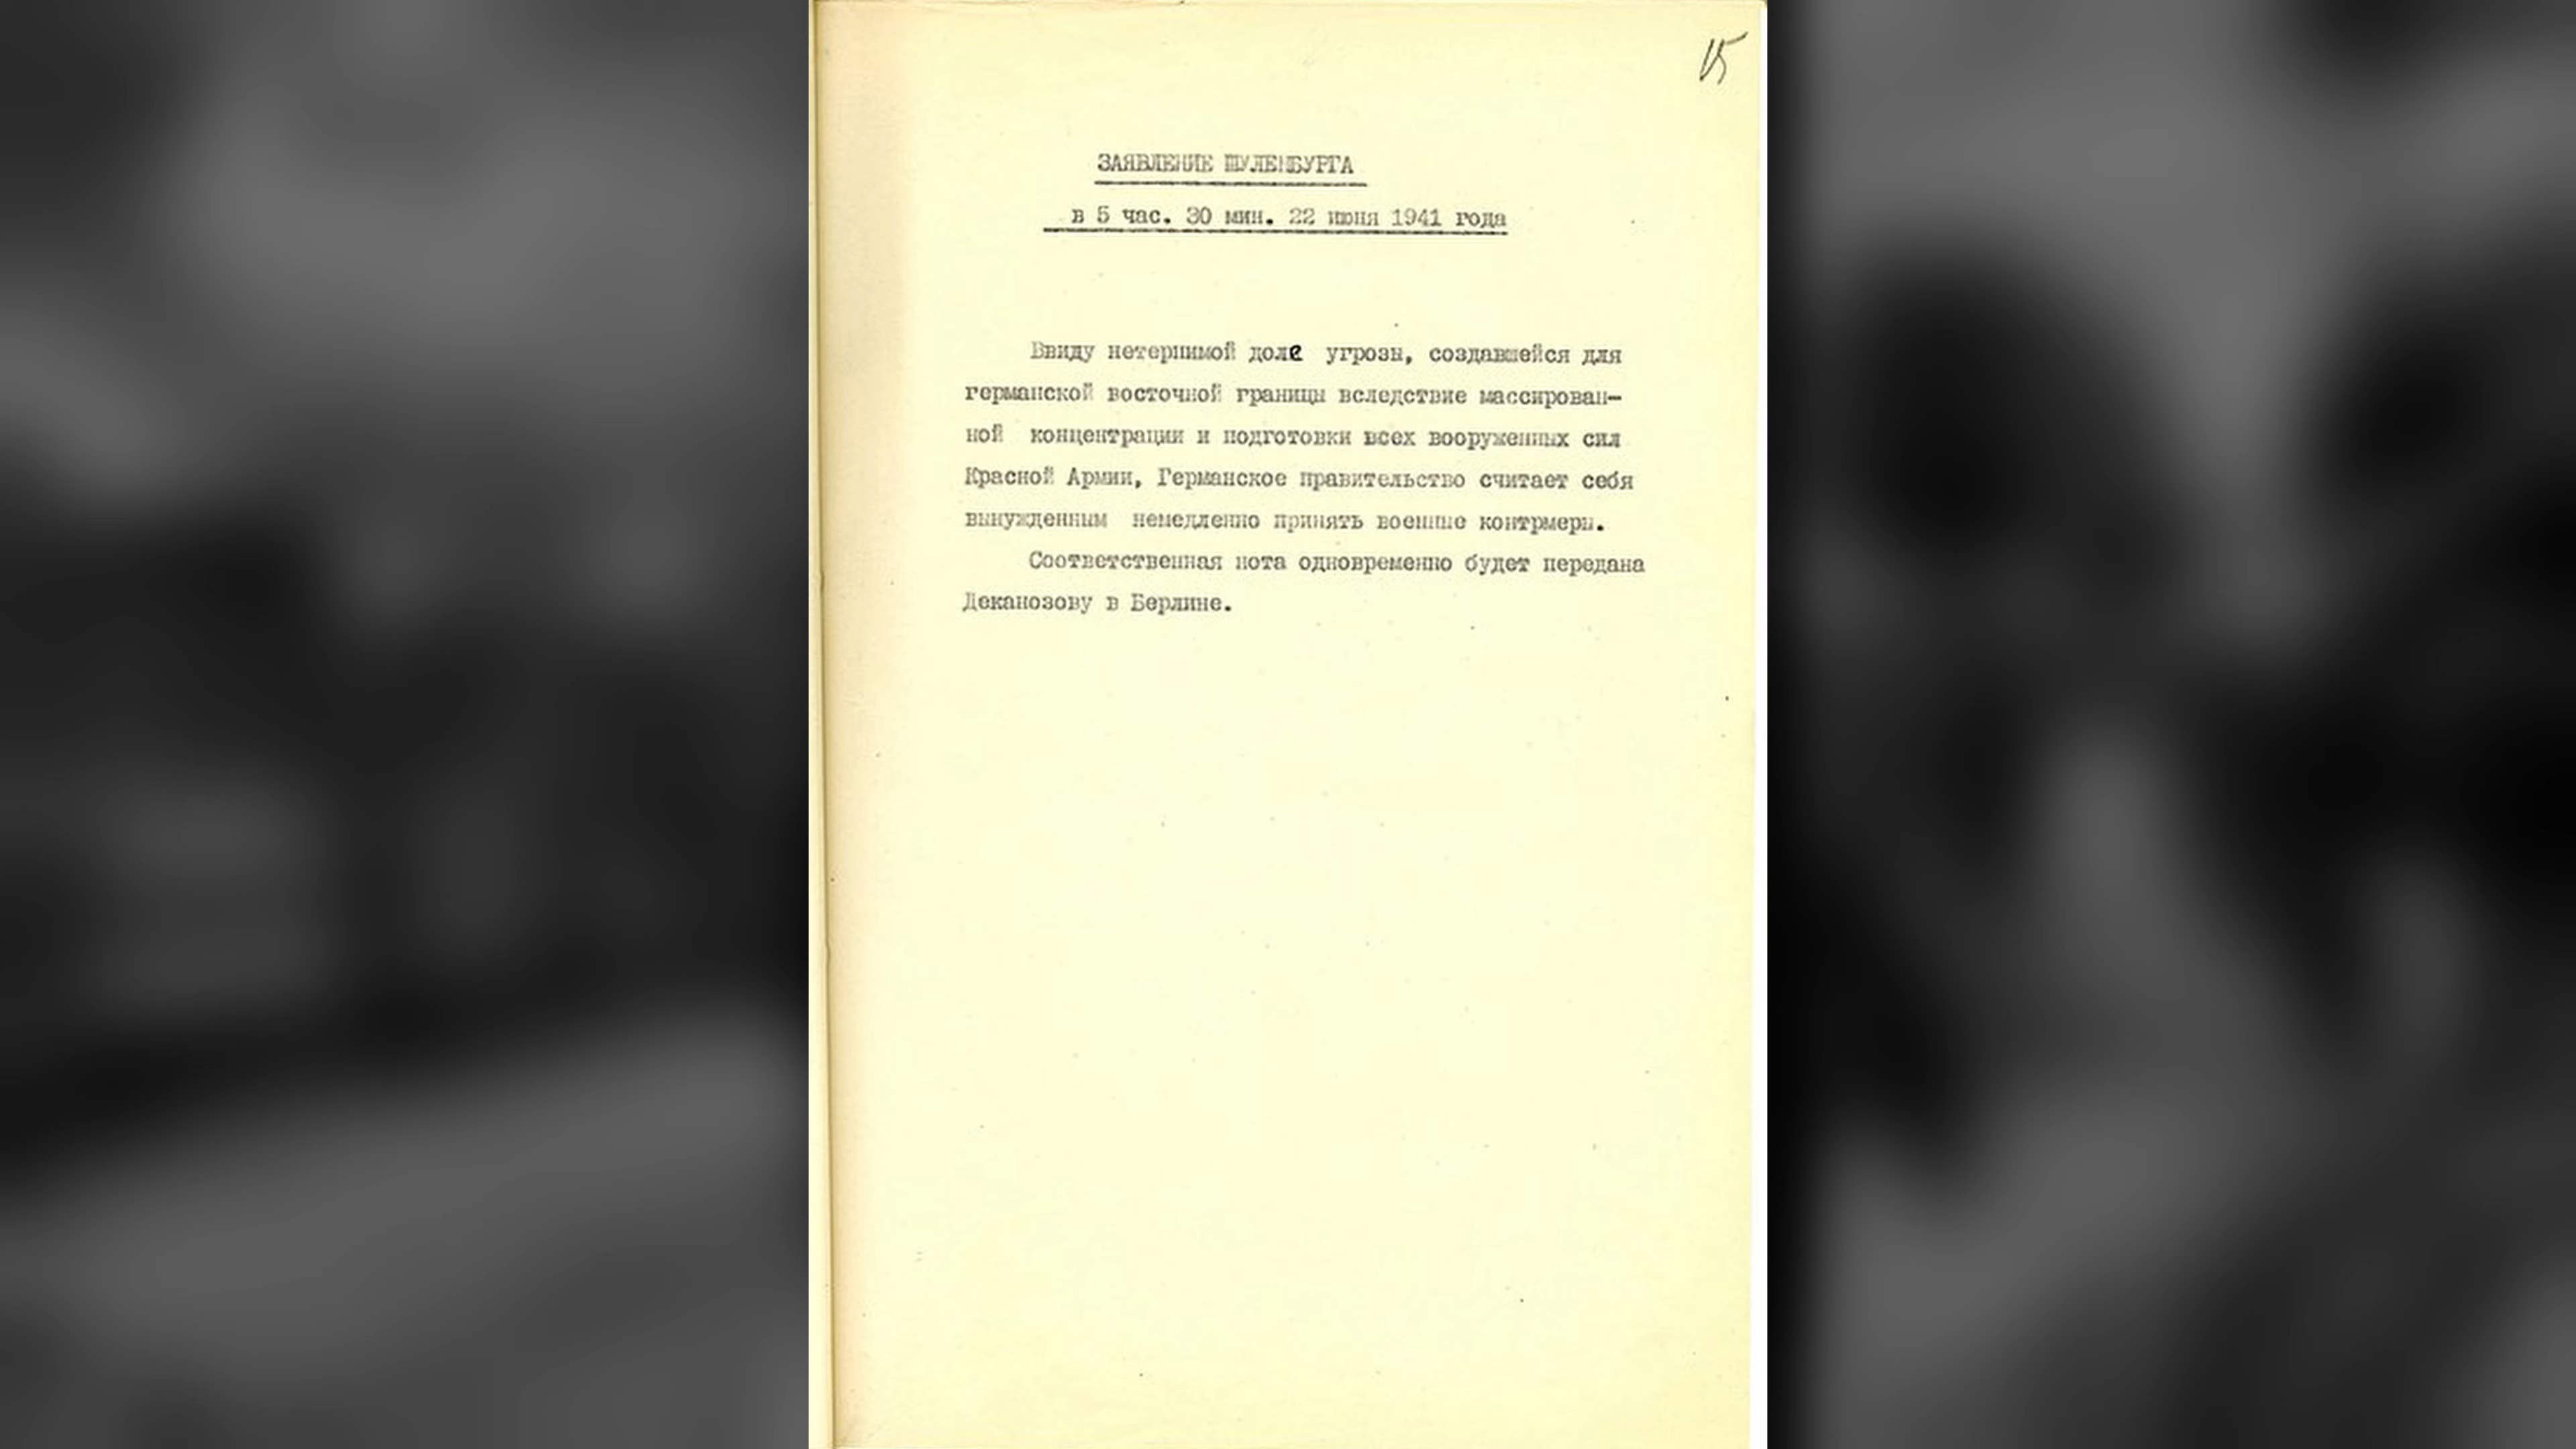 15
ЗАЯВЛЕНИЕ ШУЛЕНБУРГА
в 5 час. 30 мин. 22 июня 1941 года
Ввиду нетерпимой доле угрозы, создавшейся для
германской восточной границы вследствие массирован-
ной концентрации и подготовки всех вооруженных сил
Красной Армии, Германское правительство считает себя
вынужденным немедленно принять военные контрмеры.
Соответственная нота одновременно будет передана
Деканозову в Берлине.